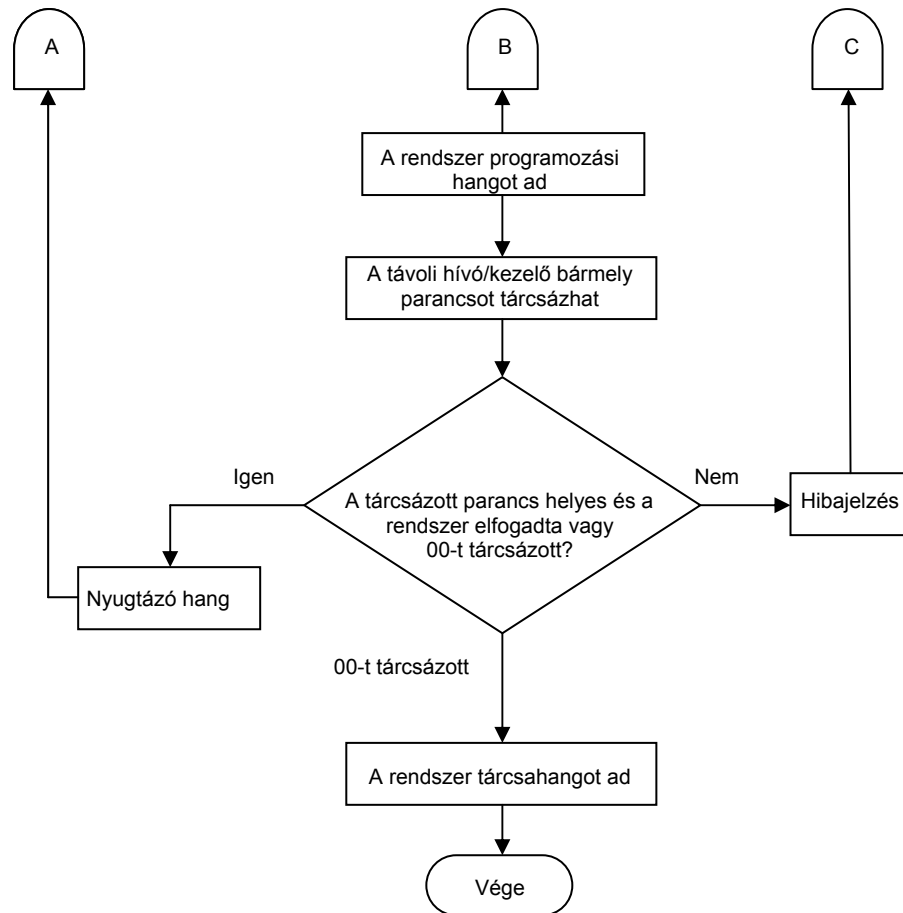 A
B
C
A rendszer programozási
hangot ad
A távoli hívó/kezelő bármely
parancsot tárcsázhat
Igen
Nem
A tárcsázott parancs helyes és a
rendszer elfogadta vagy
00-t tárcsázott?
Hibajelzés
Nyugtázó hang
00-t tárcsázott
A rendszer tárcsahangot ad
Vége